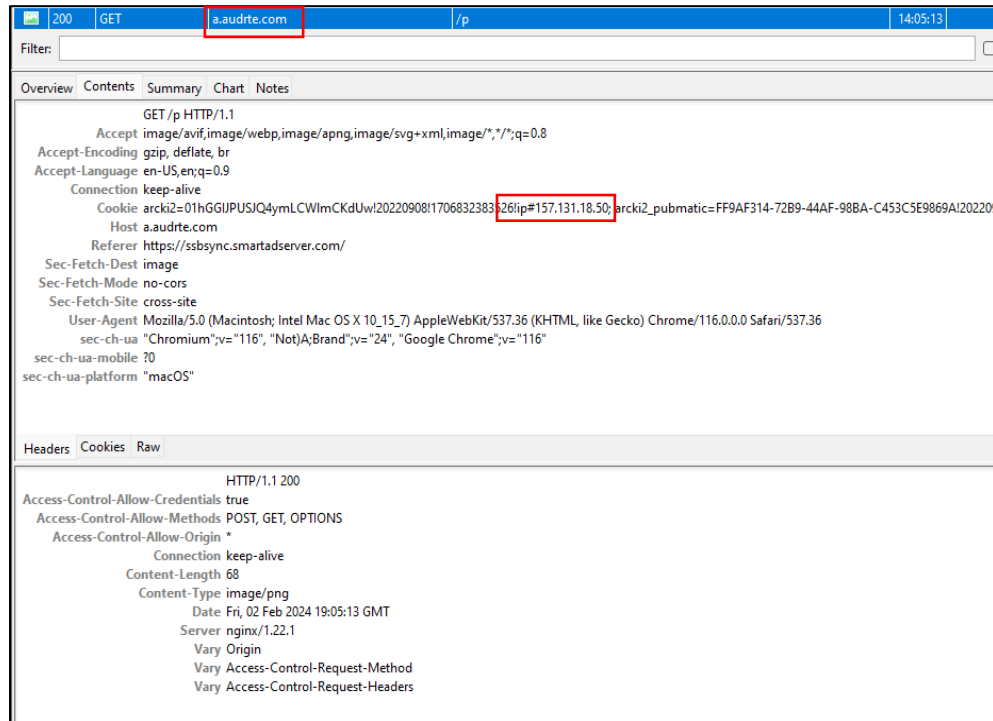 200 GET a.audrte.com /p 14:05:13
Filter:
Overview Contents Summary Chart Notes
GET /p HTTP/1.1
Accept image/avif,image/webp,image/apng,image/svg+xml,image/*,*/*;q=0.8
Accept-Encoding gzip, deflate, br
Accept-Language en-US,en;q=0.9
Connection keep-alive
Cookie arcki2=01hGGIJPUSJQ4ymLCWImCKdUw!20220908!1706832383526!ip#157.131.18.50; arcki2_pubmatic=FF9AF314-72B9-44AF-98BA-C453C5E9869A!20220
Host a.audrte.com
Referer https://ssbsync.smartadserver.com/
Sec-Fetch-Dest image
Sec-Fetch-Mode no-cors
Sec-Fetch-Site cross-site
User-Agent Mozilla/5.0 (Macintosh; Intel Mac OS X 10_15_7) AppleWebKit/537.36 (KHTML, like Gecko) Chrome/116.0.0.0 Safari/537.36
sec-ch-ua "Chromium";v="116", "Not)A;Brand";v="24", "Google Chrome";v="116"
sec-ch-ua-mobile ?0
sec-ch-ua-platform "macOS"
Headers Cookies Raw
HTTP/1.1 200
Access-Control-Allow-Credentials true
Access-Control-Allow-Methods POST, GET, OPTIONS
Access-Control-Allow-Origin *
Connection keep-alive
Content-Length 68
Content-Type image/png
Date Fri, 02 Feb 2024 19:05:13 GMT
Server nginx/1.22.1
Vary Origin
Vary Access-Control-Request-Method
Vary Access-Control-Request-Headers